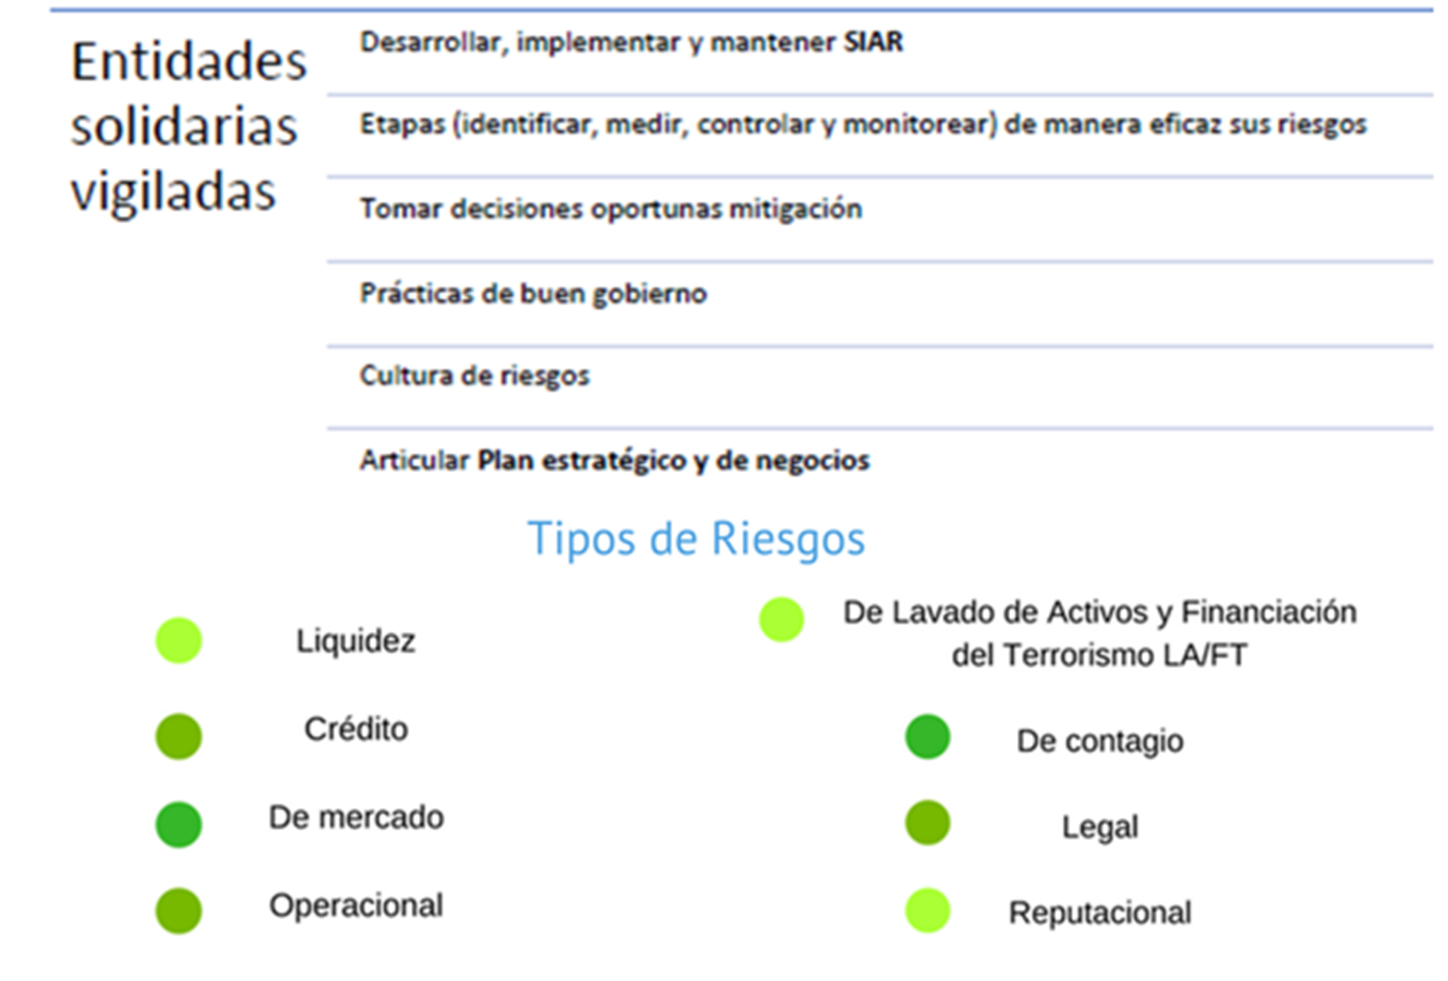 Entidades
solidarias
vigiladas
Desarrollar, implementar y mantener SIAR
Etapas (identificar, medir, controlar y monitorear) de manera eficaz sus riesgos
Tomar decisiones oportunas mitigación
Prácticas de buen gobierno
Cultura de riesgos
Articular Plan estratégico y de negocios
Tipos de Riesgos
Liquidez
Crédito
De mercado
Operacional
De Lavado de Activos y Financiación
del Terrorismo LA/FT
De contagio
Legal
Reputacional